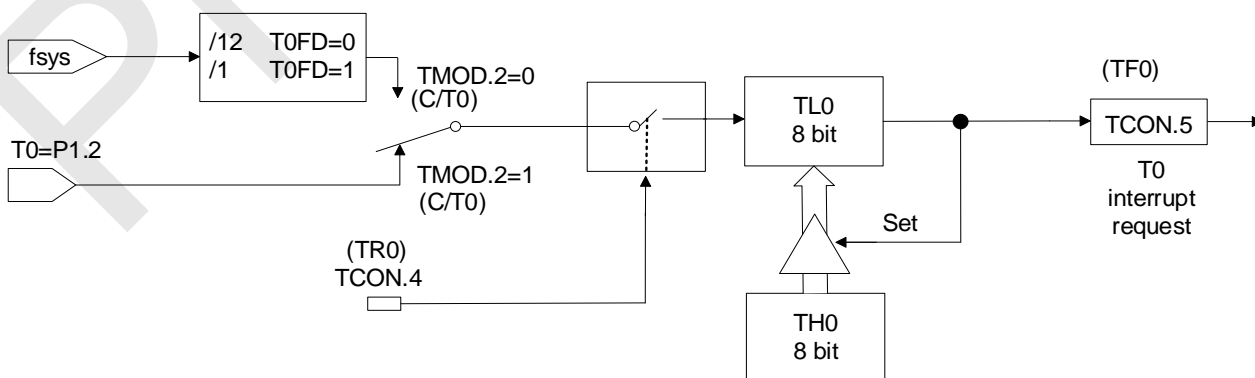 fsys
/12 T0FD=0
/1 T0FD=1
TMOD.2=0
(C/T0)
T0=P1.2
TMOD.2=1
(C/T0)
(TR0)
TCON.4
TL0
8 bit
Set
TH0
8 bit
(TF0)
TCON.5
T0
interrupt
request